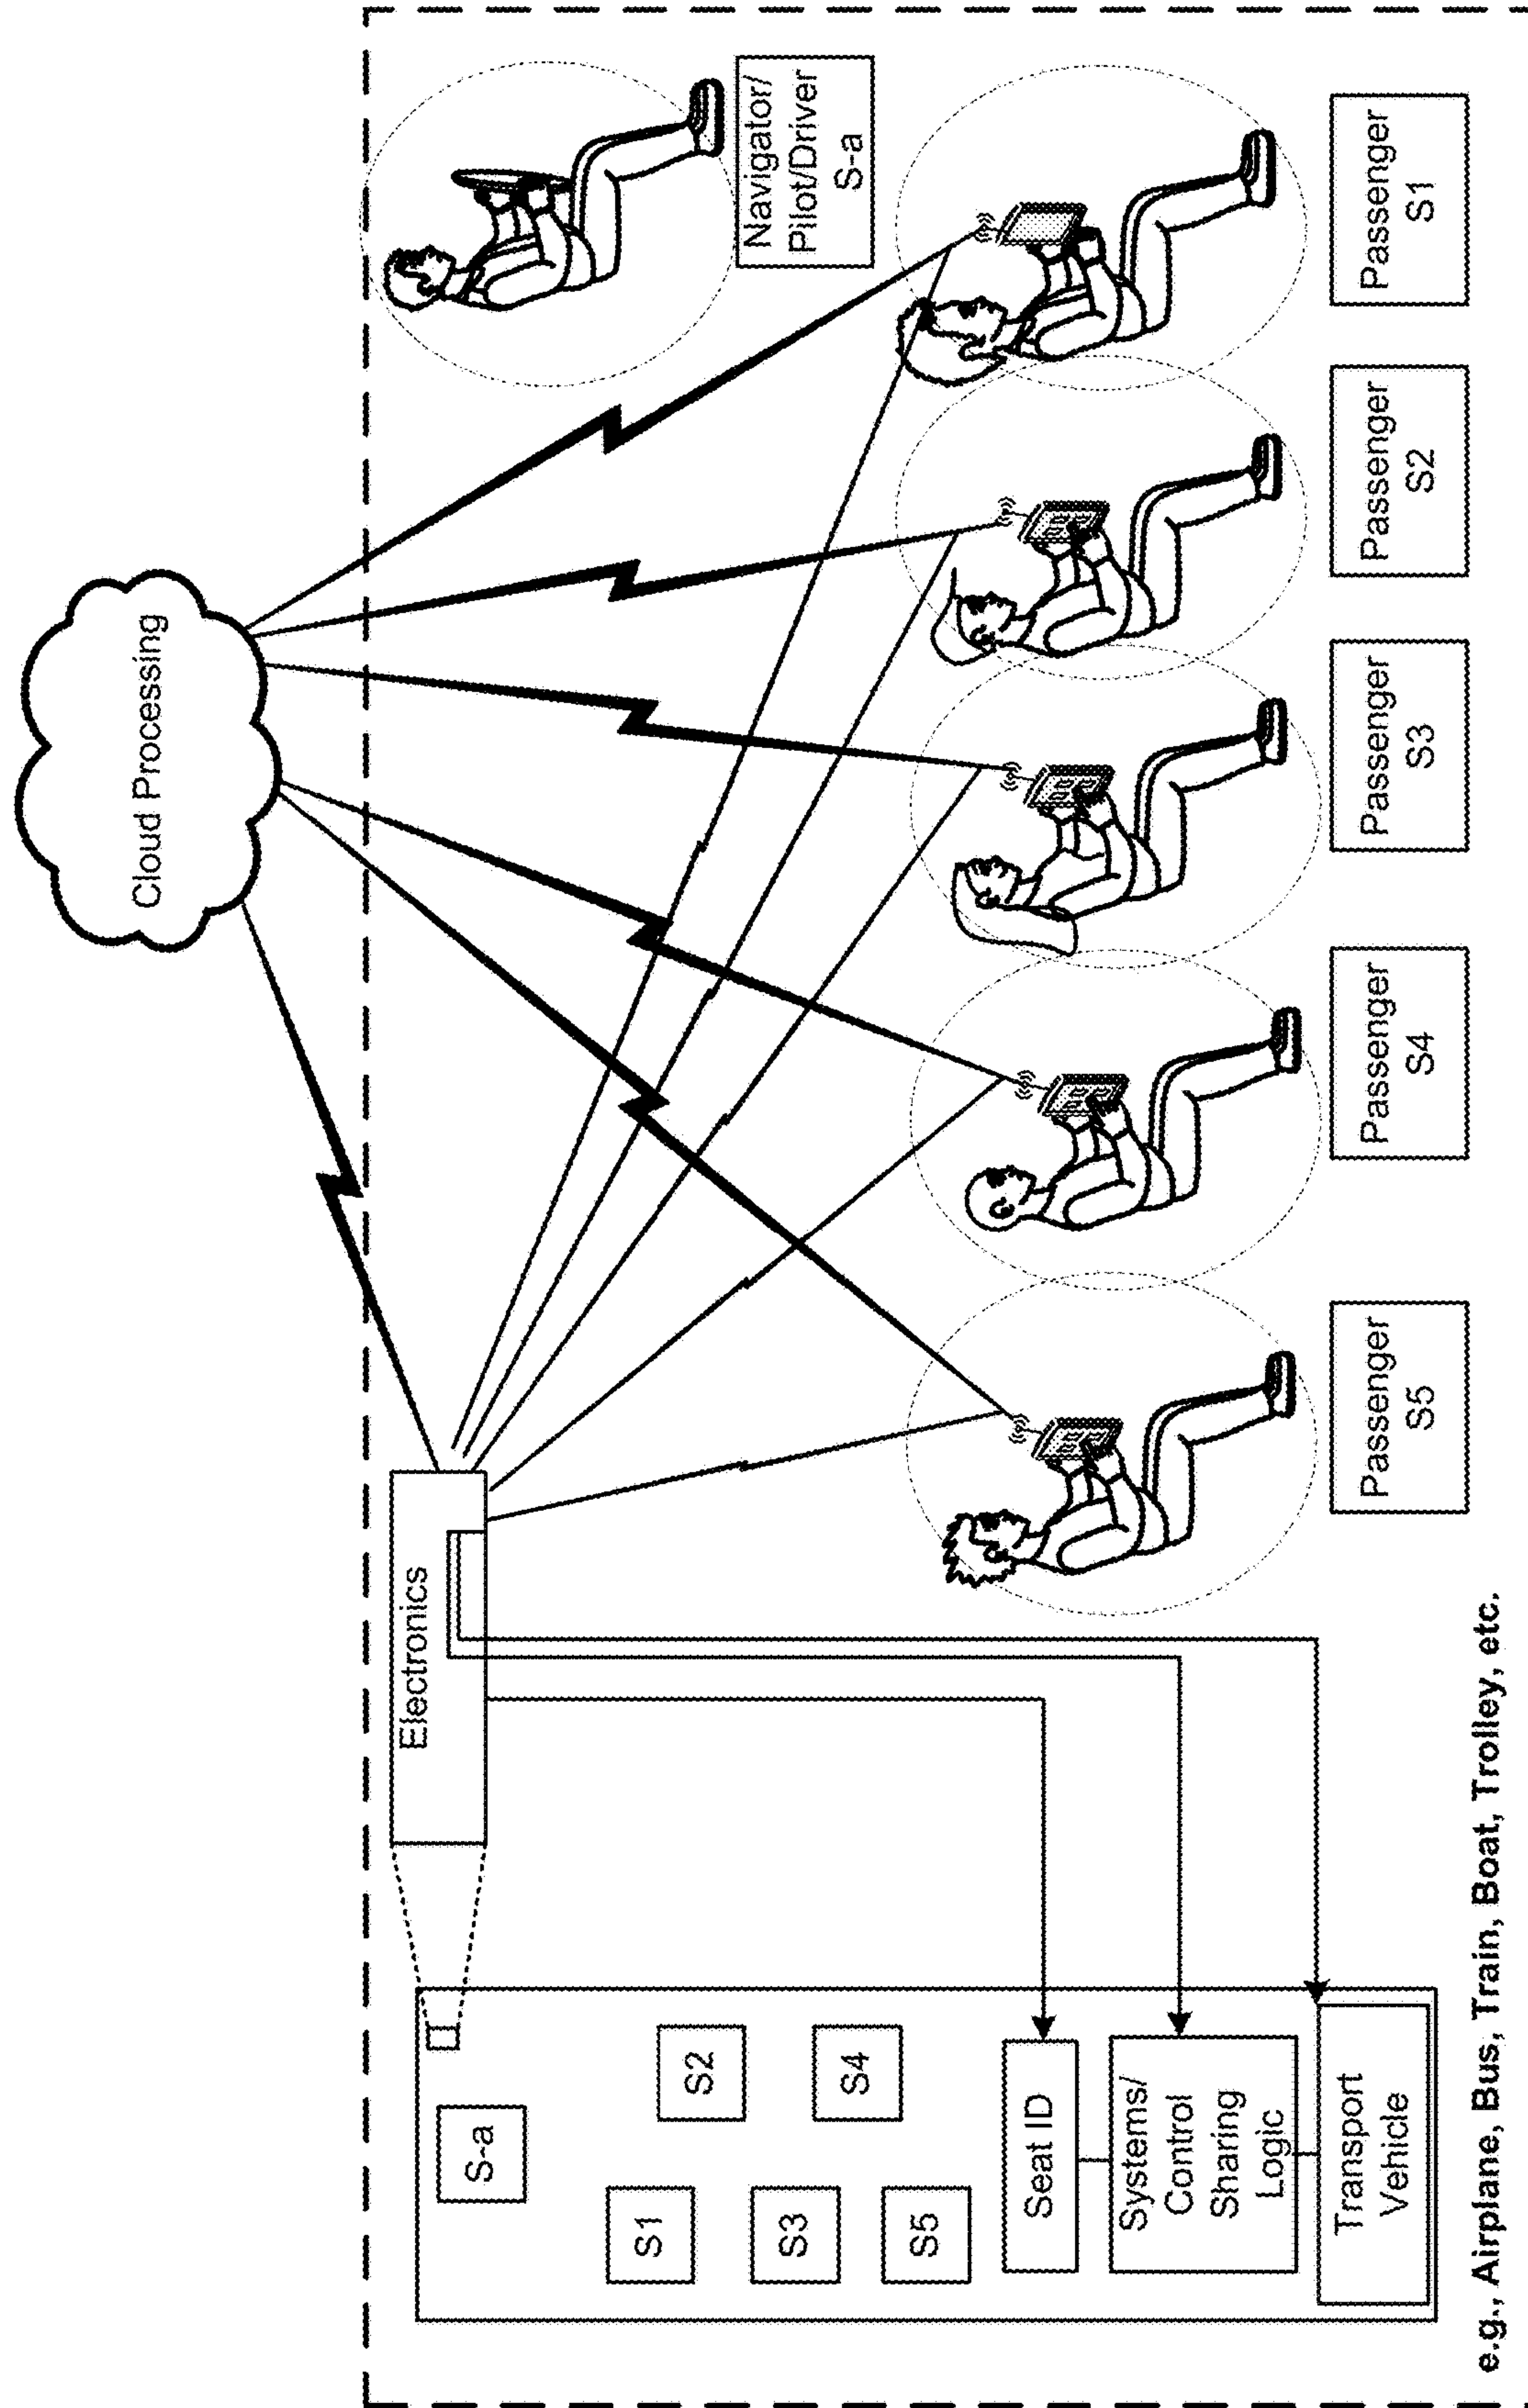 Cloud Processing
Navigator/
Pilot/Driver
S-a
Electronics
S-a
S1
S2
S3
S4
S5
Seat ID
Systems/
Control
Sharing
Logic
Transport
Vehicle
Passenger
S5
Passenger
S4
Passenger
S3
Passenger
S2
Passenger
S1
e.g., Airplane, Bus, Train, Boat, Trolley, etc.